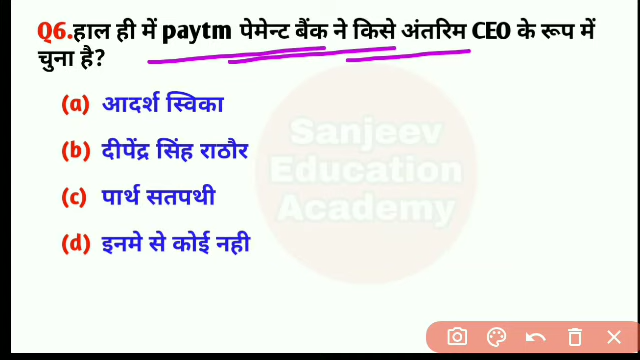 Q6.हाल ही में paytm पेमेन्ट बैंक ने किसे अंतरिम CEO के रूप में
चुना है?
(a) आदर्श स्विका
(b) दीपेंद्र सिंह राठौर
(c) पार्थ सतपथी
(d) इनमे से कोई नही
Sanjeev
Education
Academy